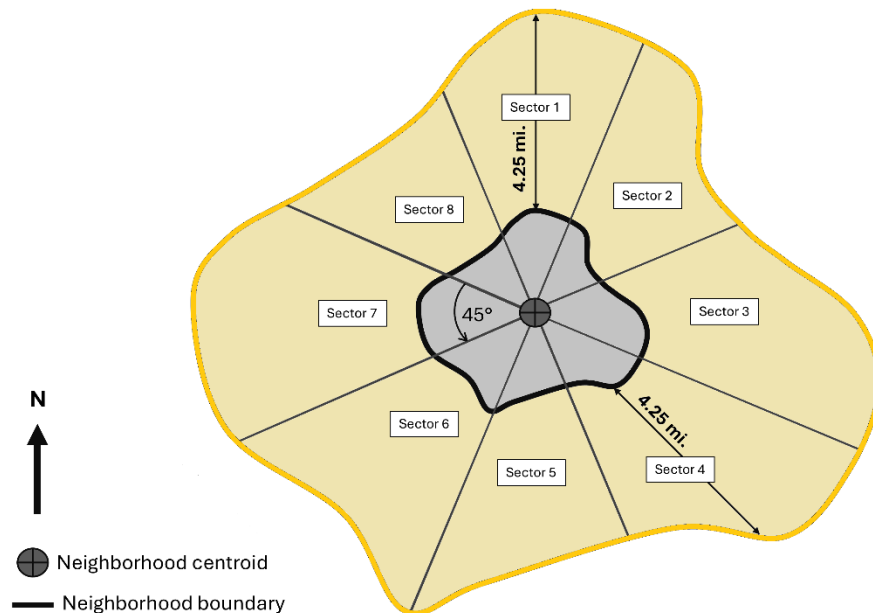 Sector 1
4.25 mi.
Sector 2
Sector 8
Sector 7
45°
Sector 3
4.25 mi.
Sector 6
Sector 5
Sector 4
N
Neighborhood centroid
Neighborhood boundary